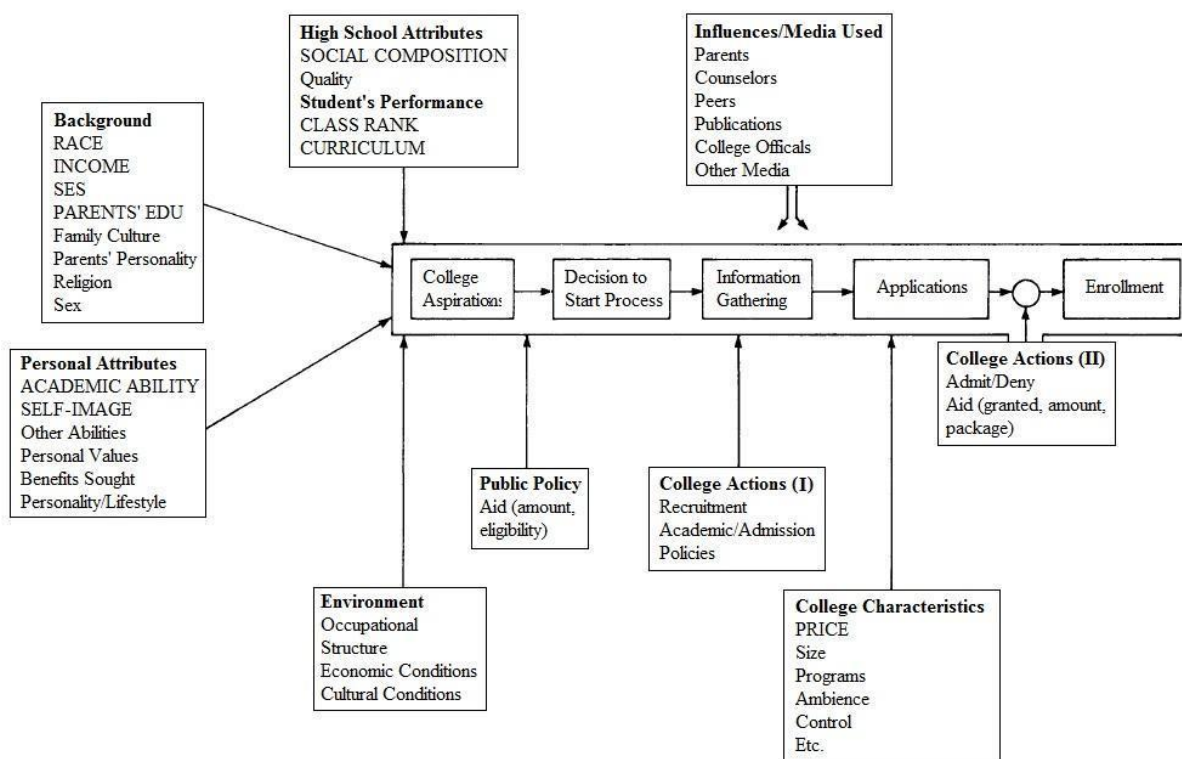 High School Attributes
SOCIAL COMPOSITION
Quality
Student's Performance
CLASS RANK
CURRICULUM
Influences/Media Used
Parents
Counselors
Peers
Publications
College Officals
Other Media
Background
RACE
INCOME
SES
PARENTS' EDU
Family Culture
Parents' Personality
Religion
Sex
College
Aspirations
Decision to
Start Process
Information
Gathering
Applications
Enrollment
Personal Attributes
ACADEMIC ABILITY
SELF-IMAGE
Other Abilities
Personal Values
Benefits Sought
Personality/Lifestyle
College Actions (II)
Admit/Deny
Aid (granted, amount,
package)
Public Policy
Aid (amount,
eligibility)
College Actions (I)
Recruitment
Academic/Admission
Policies
Environment
Occupational
Structure
Economic Conditions
Cultural Conditions
College Characteristics
PRICE
Size
Programs
Ambience
Control
Etc.